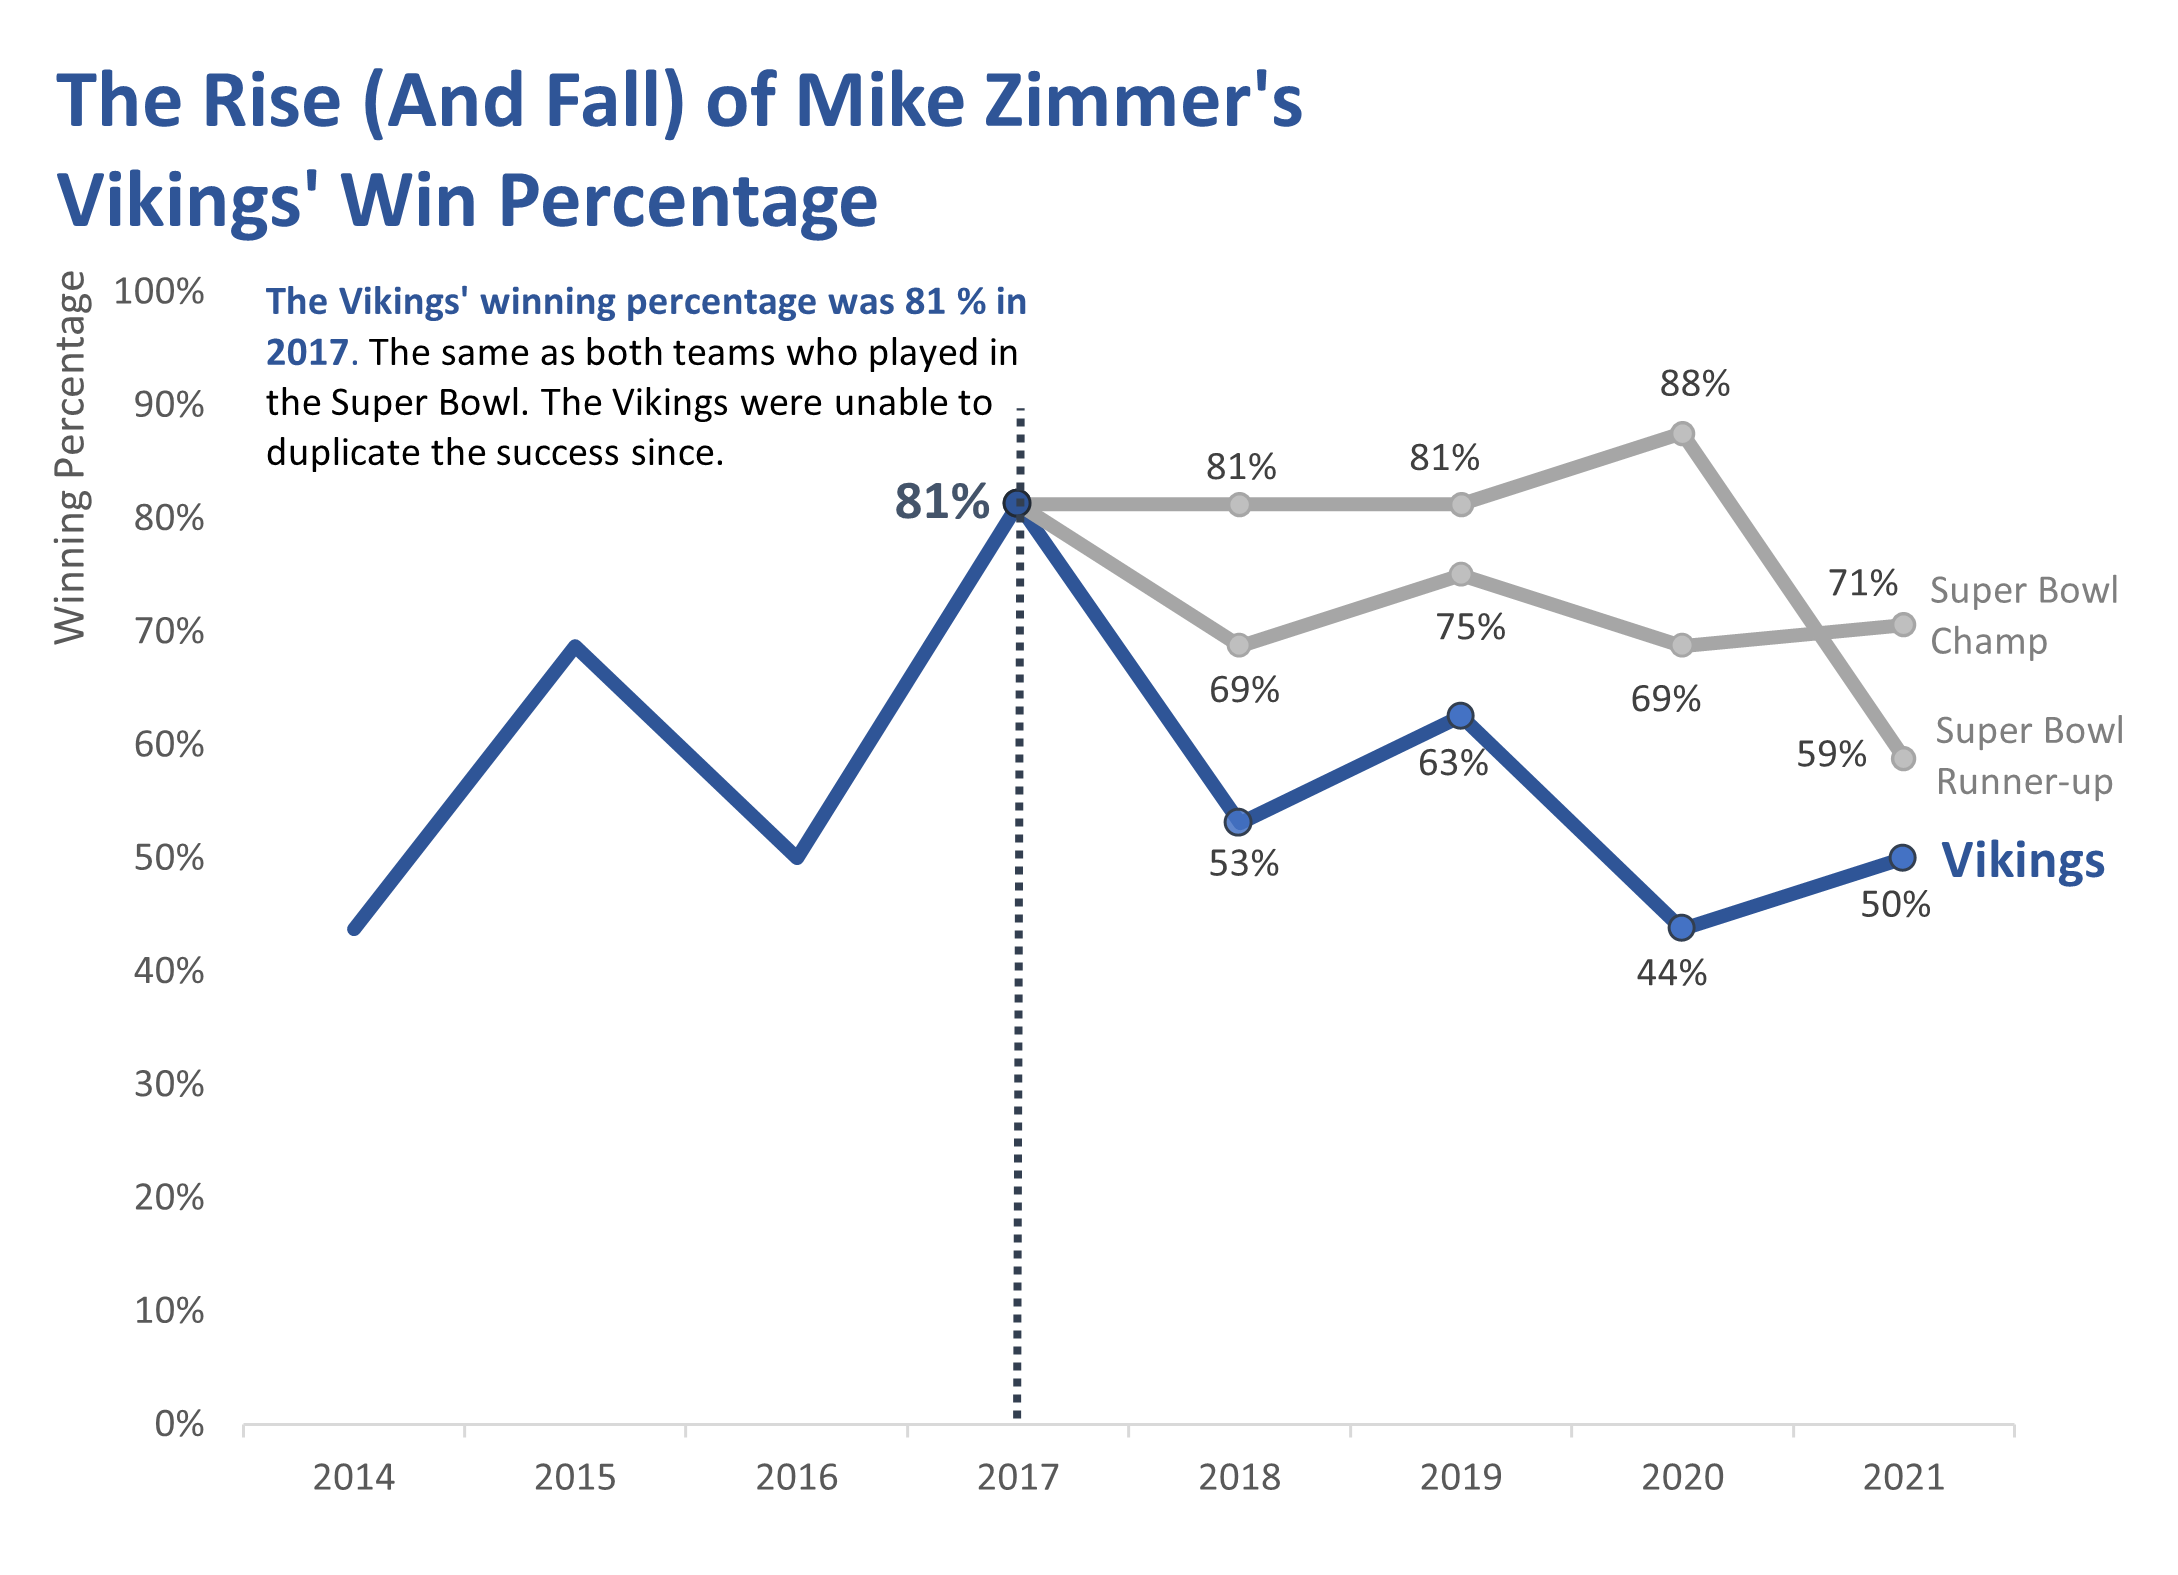 The Rise (And Fall) of Mike Zimmer's
Vikings' Win Percentage
Winning Percentage
100%
90%
80%
70%
60%
50%
40%
30%
20%
10%
0%
The Vikings' winning percentage was 81 % in
2017. The same as both teams who played in
the Super Bowl. The Vikings were unable to
duplicate the success since.
81%
81%
81%
88%
71%
Super Bowl
Champ
69%
75%
69%
59%
Super Bowl
Runner-up
53%
63%
44%
50%
Vikings
2014 2015 2016 2017 2018 2019 2020 2021